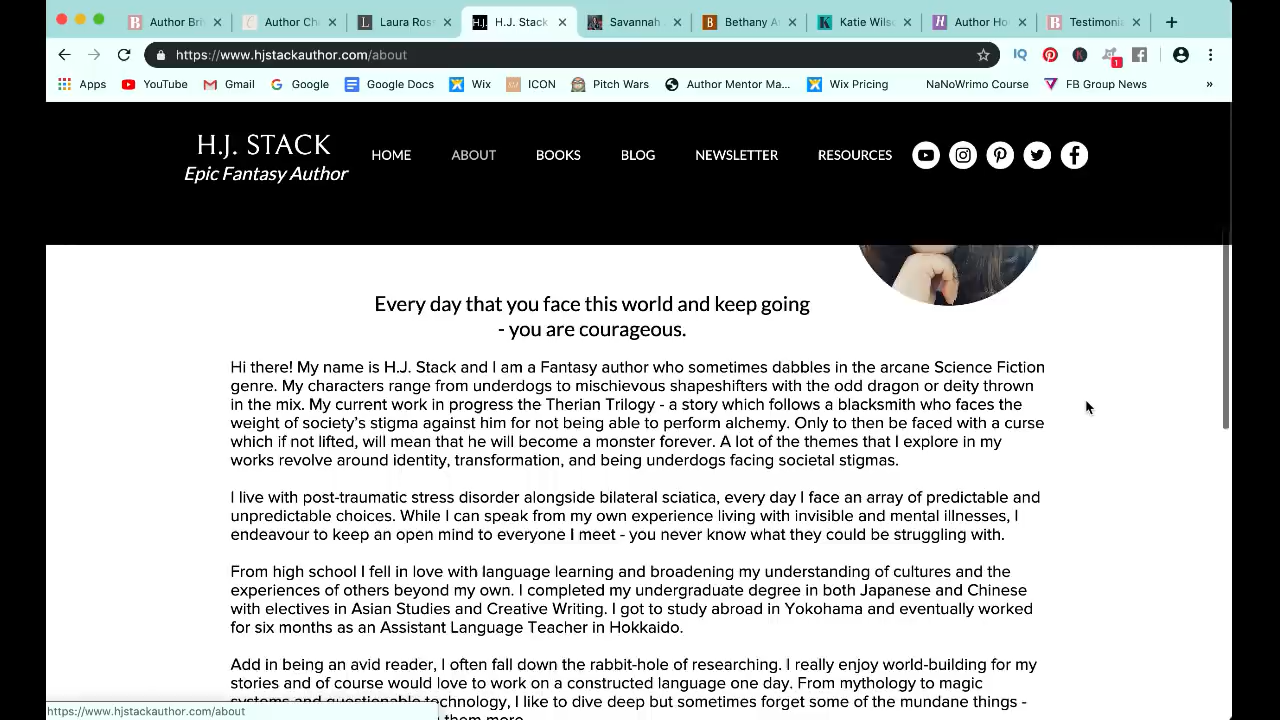 Author Bri
Author Ch
Laura Ros
H.J. Stack
Savannah
Bethany A
Katie Wils
Author Ho
Testimonia
https://www.hjstackauthor.com/about
Apps
YouTube
Gmail
Google
Google Docs
Wix
ICON
Pitch Wars
Author Mentor Ma...
Wix Pricing
NaNoWrimo Course
FB Group News
»
H.J. STACK
Epic Fantasy Author
HOME
ABOUT
BOOKS
BLOG
NEWSLETTER
RESOURCES
Every day that you face this world and keep going
- you are courageous.
Hi there! My name is H.J. Stack and I am a Fantasy author who sometimes dabbles in the arcane Science Fiction
genre. My characters range from underdogs to mischievous shapeshifters with the odd dragon or deity thrown
in the mix. My current work in progress the Therian Trilogy - a story which follows a blacksmith who faces the
weight of society's stigma against him for not being able to perform alchemy. Only to then be faced with a curse
which if not lifted, will mean that he will become a monster forever. A lot of the themes that I explore in my
works revolve around identity, transformation, and being underdogs facing societal stigmas.
I live with post-traumatic stress disorder alongside bilateral sciatica, every day I face an array of predictable and
unpredictable choices. While I can speak from my own experience living with invisible and mental illnesses, I
endeavour to keep an open mind to everyone I meet - you never know what they could be struggling with.
From high school I fell in love with language learning and broadening my understanding of cultures and the
experiences of others beyond my own. I completed my undergraduate degree in both Japanese and Chinese
with electives in Asian Studies and Creative Writing. I got to study abroad in Yokohama and eventually worked
for six months as an Assistant Language Teacher in Hokkaido.
Add in being an avid reader, I often fall down the rabbit-hole of researching. I really enjoy world-building for my
stories and of course would love to work on a constructed language one day. From mythology to magic
systems and questionable technology, I like to dive deep but sometimes forget some of the mundane things -
them more
https://www.hjstackauthor.com/about